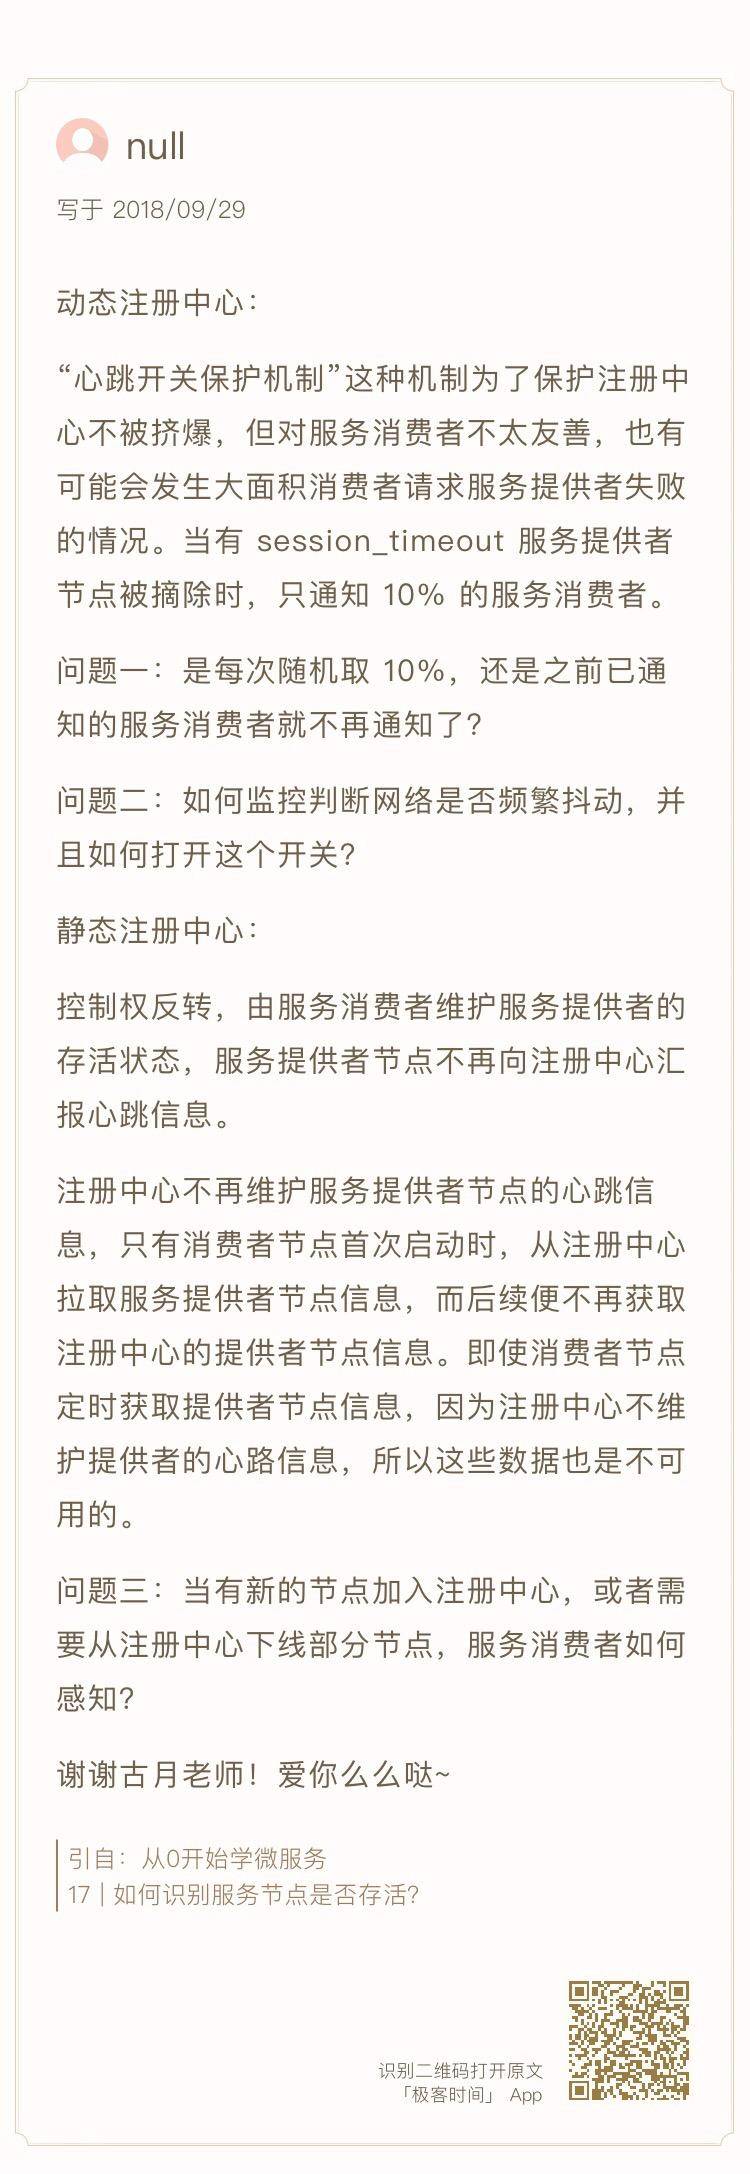 null
写于 2018/09/29
动态注册中心：
“心跳开关保护机制”这种机制为了保护注册中
心不被挤爆，但对服务消费者不太友善，也有
可能会发生大面积消费者请求服务提供者失败
的情况。当有 session_timeout 服务提供者
节点被摘除时，只通知 10% 的服务消费者。
问题一：是每次随机取 10%，还是之前已通
知的服务消费者就不再通知了？
问题二：如何监控判断网络是否频繁抖动，并
且如何打开这个开关？
静态注册中心：
控制权反转，由服务消费者维护服务提供者的
存活状态，服务提供者节点不再向注册中心汇
报心跳信息。
注册中心不再维护服务提供者节点的心跳信
息，只有消费者节点首次启动时，从注册中心
拉取服务提供者节点信息，而后续便不再获取
注册中心的提供者节点信息。即使消费者节点
定时获取提供者节点信息，因为注册中心不维
护提供者的心路信息，所以这些数据也是不可
用的。
问题三：当有新的节点加入注册中心，或者需
要从注册中心下线部分节点，服务消费者如何
感知？
谢谢古月老师！爱你么么哒~
引自：从0开始学微服务
17 | 如何识别服务节点是否存活？
识别二维码打开原文
「极客时间」 App